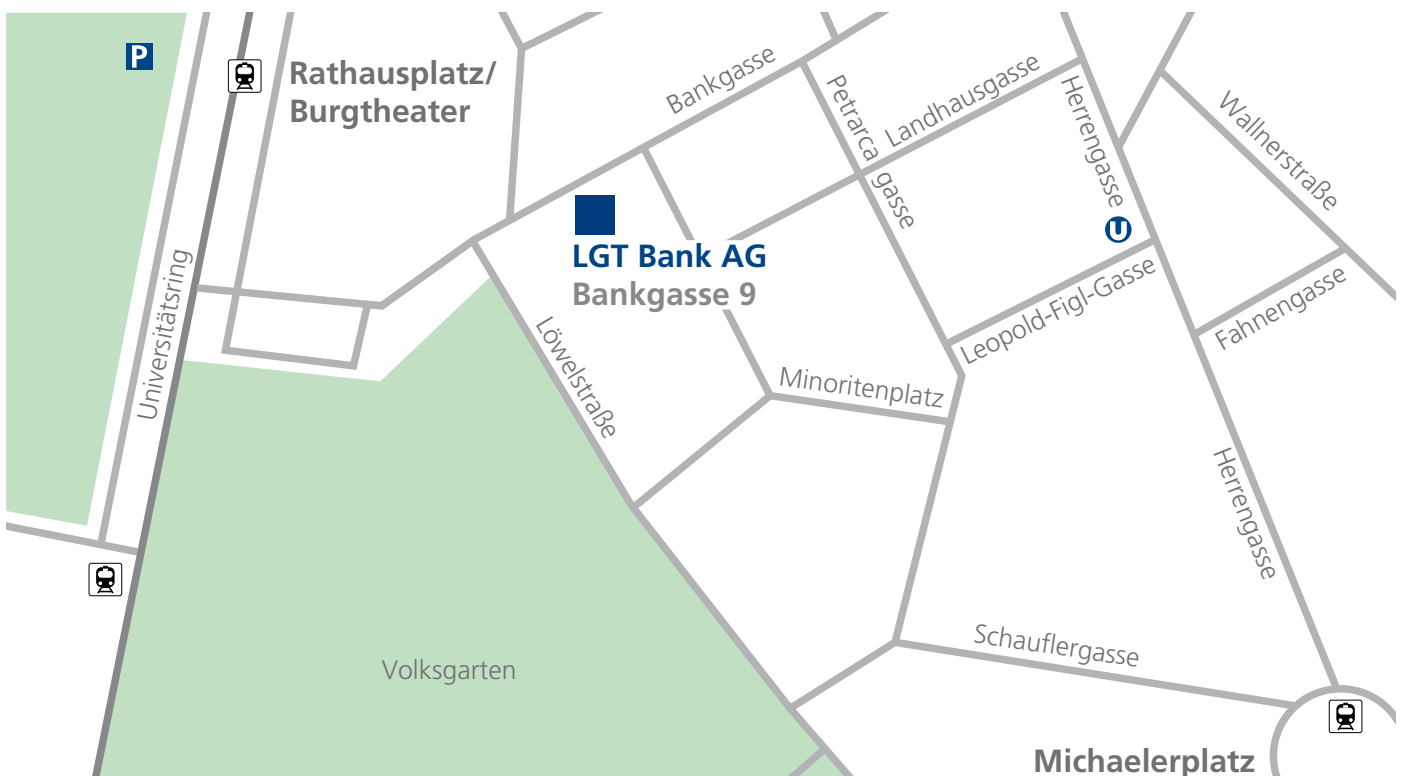 P
Rathausplatz/
Burgtheater
Bankgasse
Petrarca
gasse
Landhausgasse
Herrengasse
Wallnerstraße
U
LGT Bank AG
Bankgasse 9
Universitätsring
Löwelstraße
Leopold-Figl-Gasse
Fahnengasse
Minoritenplatz
Herrengasse
Schauflergasse
Volksgarten
Michaelerplatz